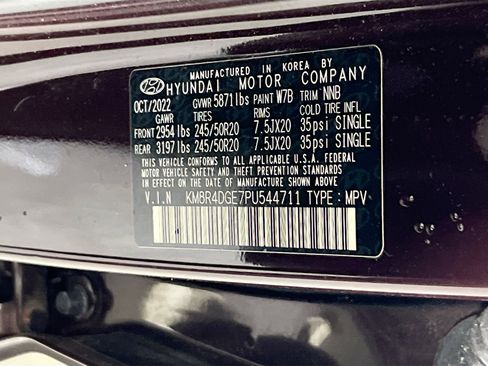 MANUFACTURED IN KOREA BY
HYUNDAI MOTOR COMPANY
OCT/2022 GVWR 5871lbs PAINT W7B TRIM NNB
GAWR TIRES RIMS COLD TIRE INFL
FRONT 2954 lbs 245/50R20 7.5JX20 35psi SINGLE
REAR 3197 lbs 245/50R20 7.5JX20 35psi SINGLE
THIS VEHICLE CONFORMS TO ALL APPLICABLE U.S.A. FEDERAL
MOTOR VEHICLE SAFETY AND THEFT PREVENTION STANDARDS
IN EFFECT ON THE DATE OF MANUFACTURE SHOWN ABOVE.
V.I.N KM8R4DGE7PU544711 TYPE : MPV